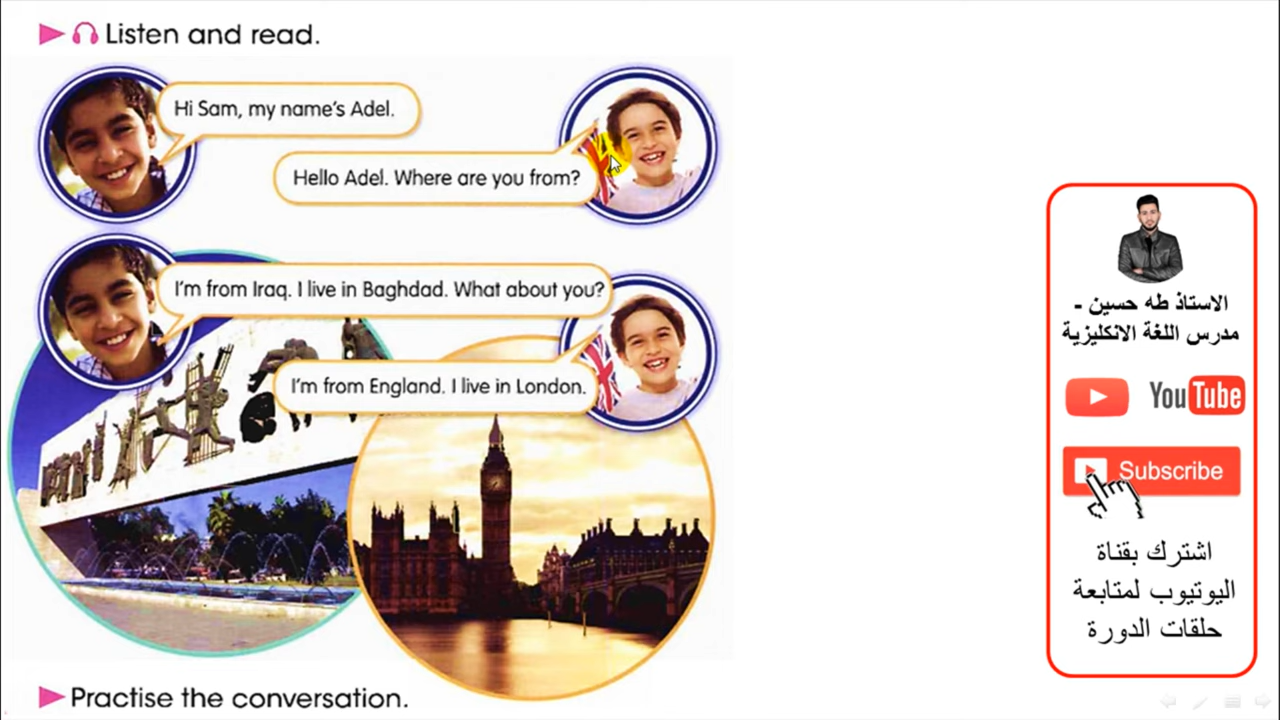 Listen and read.
Hi Sam, my name's Adel.
Hello Adel. Where are you from?
I'm from Iraq. I live in Baghdad. What about you?
I'm from England. I live in London.
Practise the conversation.
الاستاذ طه حسين -
مدرس اللغة الانكليزية
YouTube
Subscribe
اشترك بقناة
اليوتيوب لمتابعة
حلقات الدورة